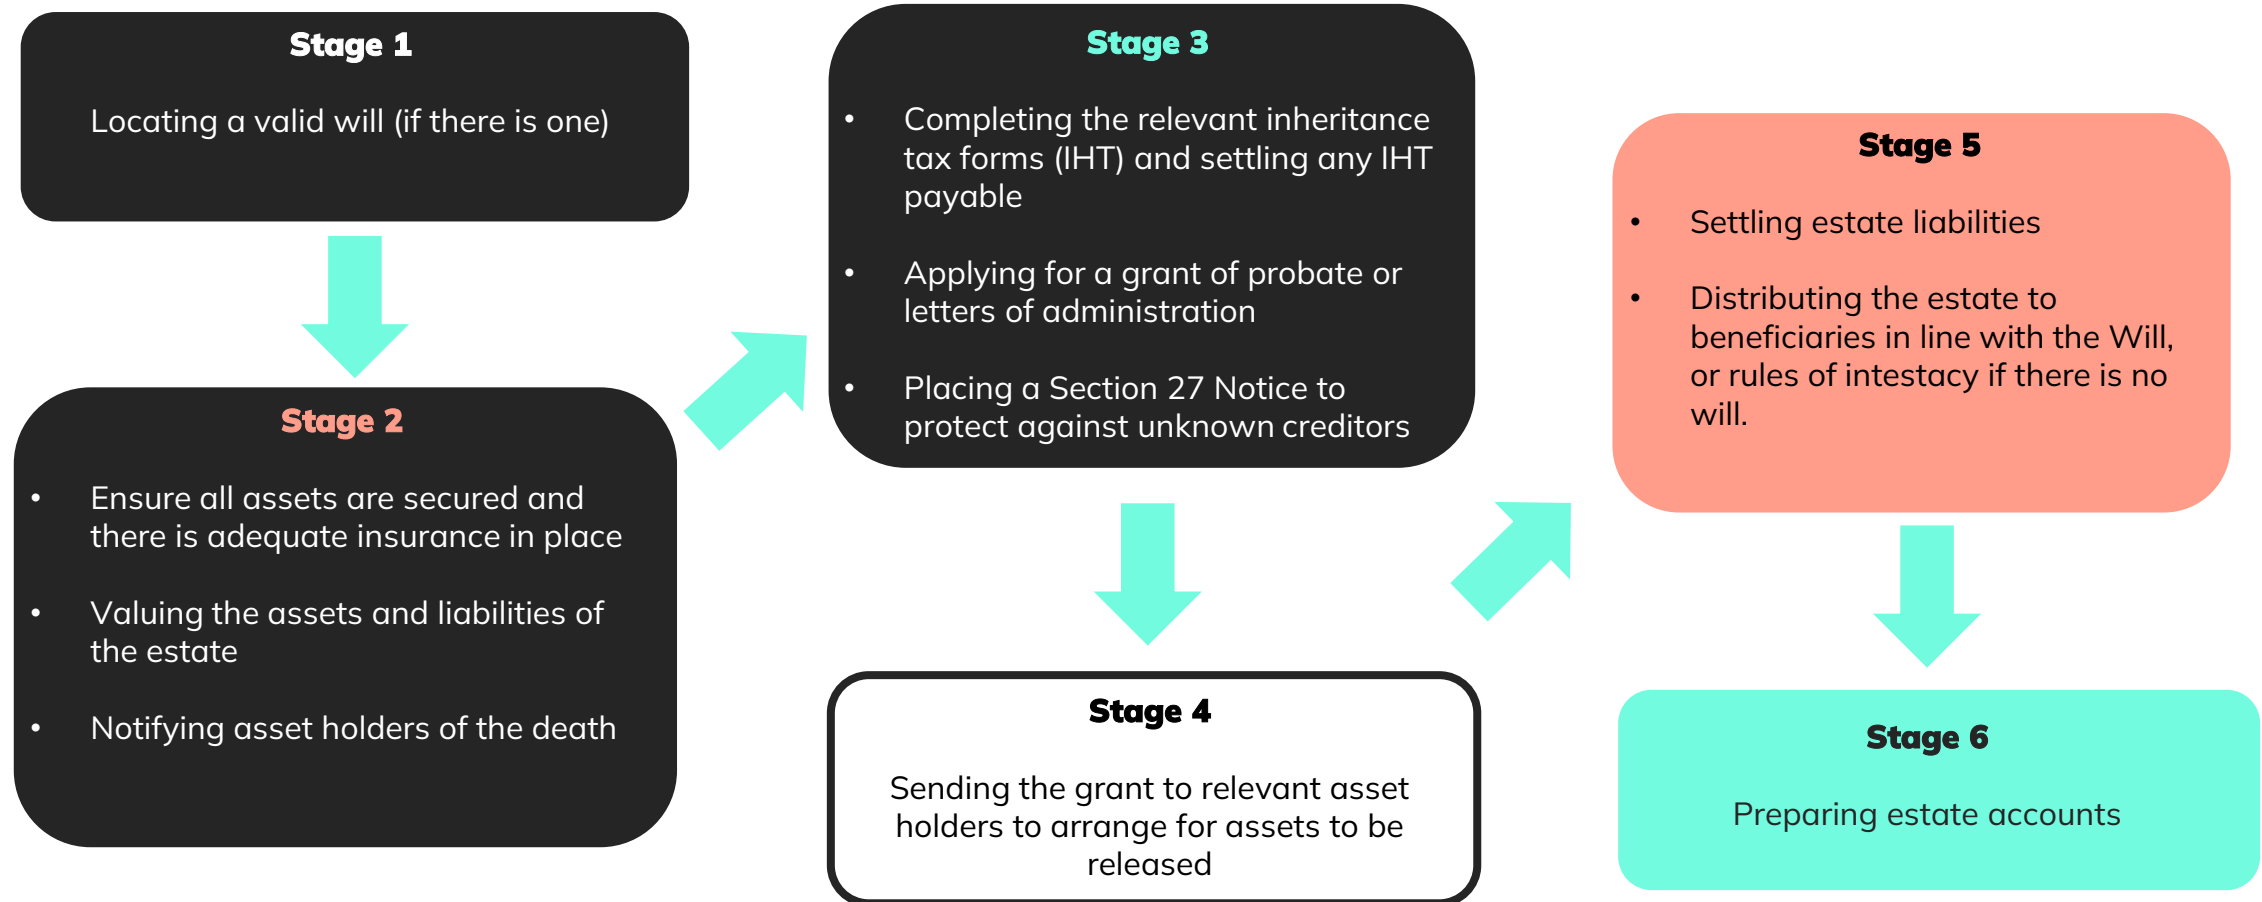 Stage 1
Locating a valid will (if there is one)
Stage 2
• Ensure all assets are secured and
there is adequate insurance in place
• Valuing the assets and liabilities of
the estate
• Notifying asset holders of the death
Stage 3
• Completing the relevant inheritance
tax forms (IHT) and settling any IHT
payable
• Applying for a grant of probate or
letters of administration
• Placing a Section 27 Notice to
protect against unknown creditors
Stage 4
Sending the grant to relevant asset
holders to arrange for assets to be
released
Stage 5
• Settling estate liabilities
• Distributing the estate to
beneficiaries in line with the Will,
or rules of intestacy if there is no
will.
Stage 6
Preparing estate accounts